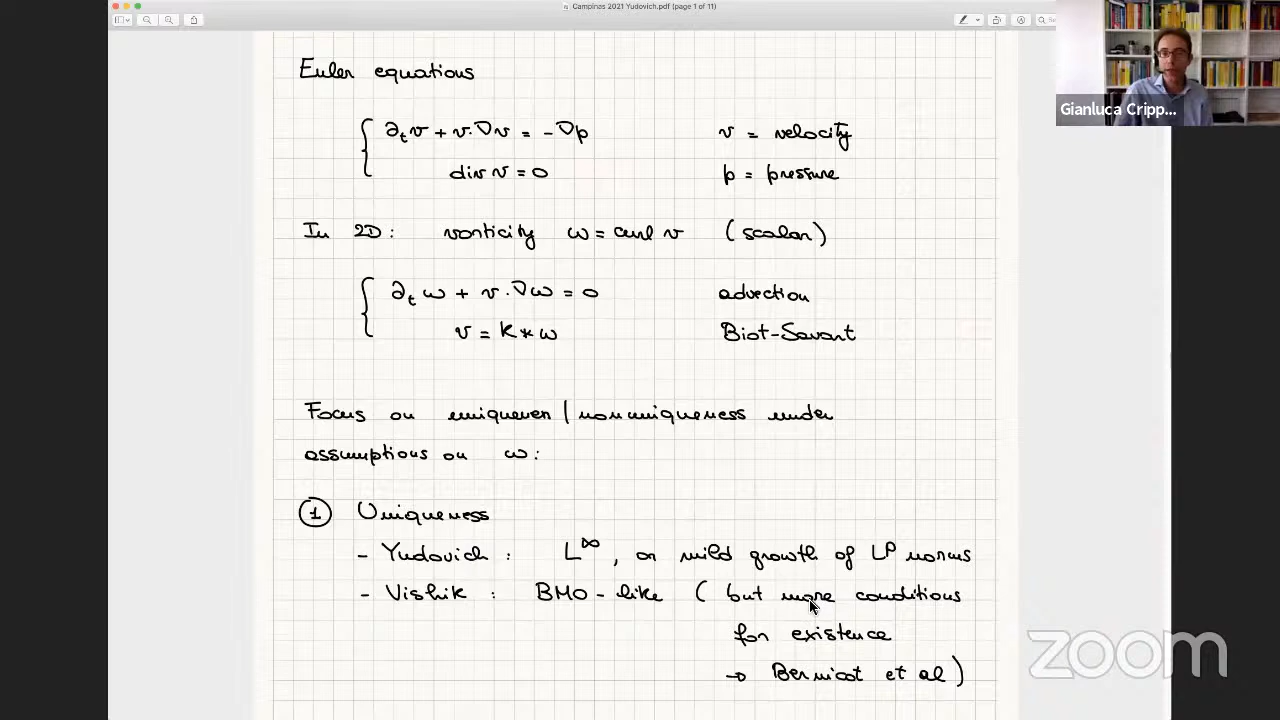 Campinas 2021 Yudovich.pdf (page 1 of 11)
Euler equations
∂ₜv + v·∇v = -∇p    v = velocity
div v = 0    p = pressure
In 2D: vorticity ω = curl v (scalar)
∂ₜω + v·∇ω = 0    advection
v = K * ω    Biot-Savart
Focus on uniqueness / nonuniqueness under
assumptions on ω:
① Uniqueness
- Yudovich : L^∞, or mild growth of L^p norms
- Vishik : BMO-like ( but more conditions
for existence
→ Bernicot et al )
Gianluca Cripp...
zoom